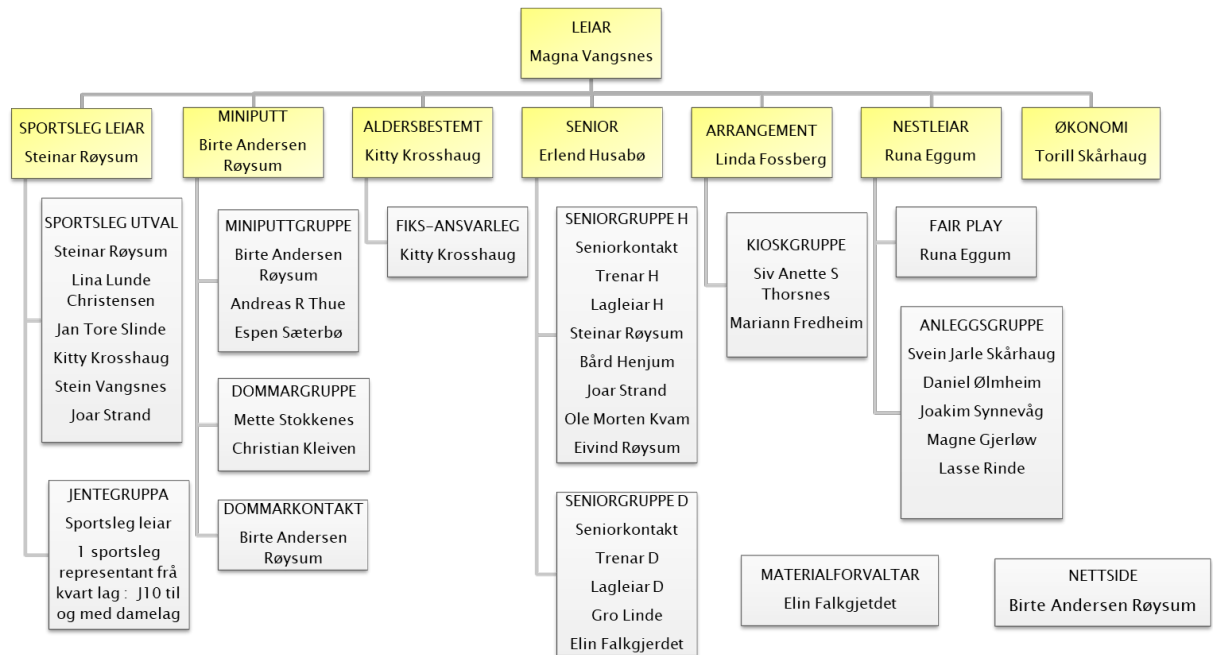 LEIAR
Magna Vangsnes
SPORTSLEG LEIAR
Steinar Røysum
MINIPUTT
Birte Andersen
Røysum
ALDERSBESTEMT
Kitty Krosshaug
SENIOR
Erlend Husabø
ARRANGEMENT
Linda Fossberg
NESTLEIAR
Runa Eggum
ØKONOMI
Torill Skårhaug
SPORTSLEG UTVAL
Steinar Røysum
Lina Lunde
Christensen
Jan Tore Slinde
Kitty Krosshaug
Stein Vangsnes
Joar Strand
JENTEGRUPPA
Sportsleg leiar
1 sportsleg
representant frå
kvart lag : J10 til
og med damelag
MINIPUTTGRUPPE
Birte Andersen
Røysum
Andreas R Thue
Espen Sæterbø
DOMMARGRUPPE
Mette Stokkenes
Christian Kleiven
DOMMARKONTAKT
Birte Andersen
Røysum
FIKS-ANSVARLEG
Kitty Krosshaug
SENIORGRUPPE H
Seniorkontakt
Trenar H
Lagleiar H
Steinar Røysum
Bård Henjum
Joar Strand
Ole Morten Kvam
Eivind Røysum
SENIORGRUPPE D
Seniorkontakt
Trenar D
Lagleiar D
Gro Linde
Elin Falkgjerdet
KIOSKGRUPPE
Siv Anette S
Thorsnes
Mariann Fredheim
FAIR PLAY
Runa Eggum
ANLEGGSGRUPPE
Svein Jarle Skårhaug
Daniel Ølmheim
Joakim Synnevåg
Magne Gjerløw
Lasse Rinde
MATERIALFORVALTAR
Elin Falkgjetdet
NETTSIDE
Birte Andersen Røysum